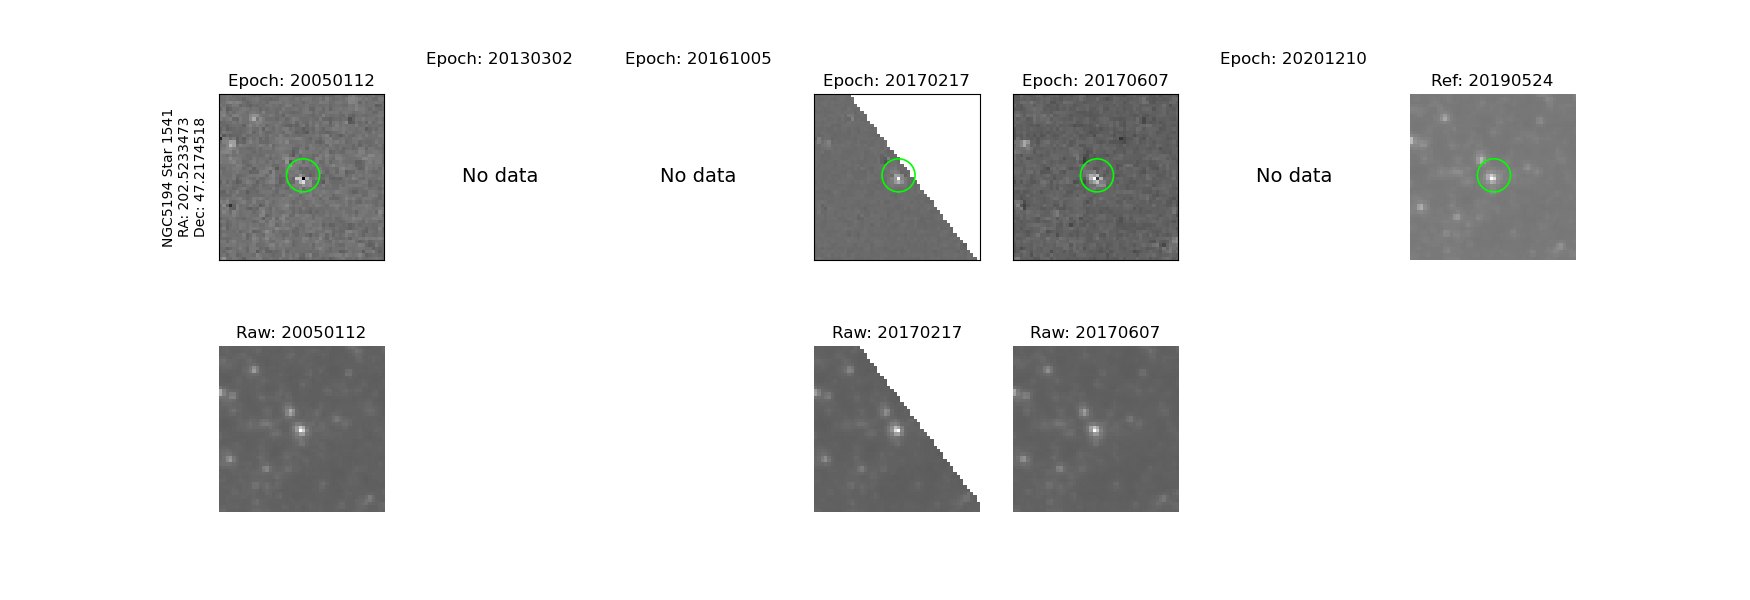 Epoch: 20130302
Epoch: 20161005
Epoch: 20201210
Epoch: 20050112
Epoch: 20170217
Epoch: 20170607
Ref: 20190524
NGC5194 Star 1541
RA: 202.5233473
Dec: 47.2174518
No data
No data
No data
Raw: 20050112
Raw: 20170217
Raw: 20170607